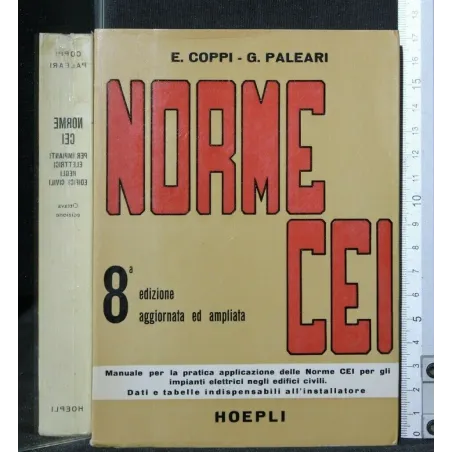 E. COPPI - G. PALEARI
NORME
CEI
8ª edizione
aggiornata ed ampliata
Manuale per la pratica applicazione delle Norme CEI per gli
impianti elettrici negli edifici civili.
Dati e tabelle indispensabili all'installatore
HOEPLI
COPPI
PALEARI
NORME
CEI
PER IMPIANTI
ELETTRICI
NEGLI
EDIFICI CIVILI
Ottava
edizione
HOEPLI